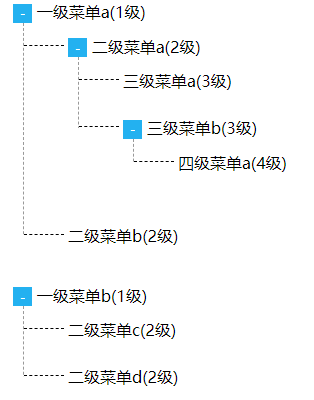 - 一级菜单a(1级)
- 二级菜单a(2级)
三级菜单a(3级)
- 三级菜单b(3级)
四级菜单a(4级)
二级菜单b(2级)
- 一级菜单b(1级)
二级菜单c(2级)
二级菜单d(2级)